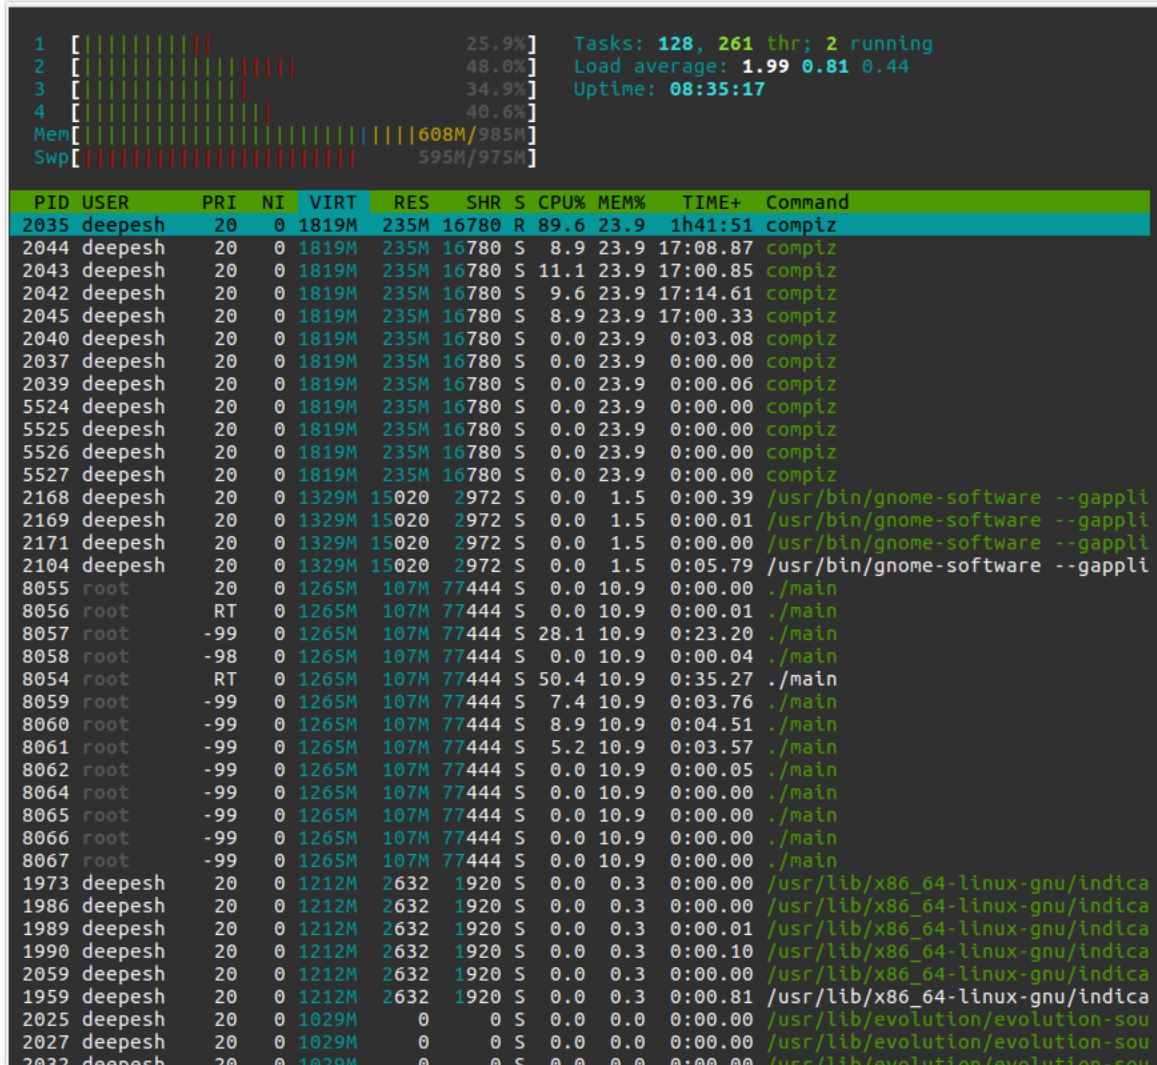 1 [||||||||||| 25.9%] Tasks: 128, 261 thr; 2 running
2 [|||||||||||||||||| 48.0%] Load average: 1.99 0.81 0.44
3 [|||||||||||||| 34.9%] Uptime: 08:35:17
4 [|||||||||||||||| 40.6%]
Mem[||||||||||||||||||||||||||||608M/985M]
Swp[||||||||||||||||||||||| 595M/975M]
PID USER PRI NI VIRT RES SHR S CPU% MEM% TIME+ Command
2035 deepesh 20 0 1819M 235M 16780 R 89.6 23.9 1h41:51 compiz
2044 deepesh 20 0 1819M 235M 16780 S 8.9 23.9 17:08.87 compiz
2043 deepesh 20 0 1819M 235M 16780 S 11.1 23.9 17:00.85 compiz
2042 deepesh 20 0 1819M 235M 16780 S 9.6 23.9 17:14.61 compiz
2045 deepesh 20 0 1819M 235M 16780 S 8.9 23.9 17:00.33 compiz
2040 deepesh 20 0 1819M 235M 16780 S 0.0 23.9 0:03.08 compiz
2037 deepesh 20 0 1819M 235M 16780 S 0.0 23.9 0:00.00 compiz
2039 deepesh 20 0 1819M 235M 16780 S 0.0 23.9 0:00.06 compiz
5524 deepesh 20 0 1819M 235M 16780 S 0.0 23.9 0:00.00 compiz
5525 deepesh 20 0 1819M 235M 16780 S 0.0 23.9 0:00.00 compiz
5526 deepesh 20 0 1819M 235M 16780 S 0.0 23.9 0:00.00 compiz
5527 deepesh 20 0 1819M 235M 16780 S 0.0 23.9 0:00.00 compiz
2168 deepesh 20 0 1329M 15020 2972 S 0.0 1.5 0:00.39 /usr/bin/gnome-software --gappli
2169 deepesh 20 0 1329M 15020 2972 S 0.0 1.5 0:00.01 /usr/bin/gnome-software --gappli
2171 deepesh 20 0 1329M 15020 2972 S 0.0 1.5 0:00.00 /usr/bin/gnome-software --gappli
2104 deepesh 20 0 1329M 15020 2972 S 0.0 1.5 0:05.79 /usr/bin/gnome-software --gappli
8055 root 20 0 1265M 107M 77444 S 0.0 10.9 0:00.00 ./main
8056 root RT 0 1265M 107M 77444 S 0.0 10.9 0:00.01 ./main
8057 root -99 0 1265M 107M 77444 S 28.1 10.9 0:23.20 ./main
8058 root -98 0 1265M 107M 77444 S 0.0 10.9 0:00.04 ./main
8054 root RT 0 1265M 107M 77444 S 50.4 10.9 0:35.27 ./main
8059 root -99 0 1265M 107M 77444 S 7.4 10.9 0:03.76 ./main
8060 root -99 0 1265M 107M 77444 S 8.9 10.9 0:04.51 ./main
8061 root -99 0 1265M 107M 77444 S 5.2 10.9 0:03.57 ./main
8062 root -99 0 1265M 107M 77444 S 0.0 10.9 0:00.05 ./main
8064 root -99 0 1265M 107M 77444 S 0.0 10.9 0:00.00 ./main
8065 root -99 0 1265M 107M 77444 S 0.0 10.9 0:00.00 ./main
8066 root -99 0 1265M 107M 77444 S 0.0 10.9 0:00.00 ./main
8067 root -99 0 1265M 107M 77444 S 0.0 10.9 0:00.00 ./main
1973 deepesh 20 0 1212M 2632 1920 S 0.0 0.3 0:00.00 /usr/lib/x86_64-linux-gnu/indica
1986 deepesh 20 0 1212M 2632 1920 S 0.0 0.3 0:00.00 /usr/lib/x86_64-linux-gnu/indica
1989 deepesh 20 0 1212M 2632 1920 S 0.0 0.3 0:00.01 /usr/lib/x86_64-linux-gnu/indica
1990 deepesh 20 0 1212M 2632 1920 S 0.0 0.3 0:00.10 /usr/lib/x86_64-linux-gnu/indica
2059 deepesh 20 0 1212M 2632 1920 S 0.0 0.3 0:00.00 /usr/lib/x86_64-linux-gnu/indica
1959 deepesh 20 0 1212M 2632 1920 S 0.0 0.3 0:00.81 /usr/lib/x86_64-linux-gnu/indica
2025 deepesh 20 0 1029M 0 0 S 0.0 0.0 0:00.00 /usr/lib/evolution/evolution-sou
2027 deepesh 20 0 1029M 0 0 S 0.0 0.0 0:00.00 /usr/lib/evolution/evolution-sou
2032 deepesh 20 0 1029M 0 0 S 0.0 0.0 0:00.00 /usr/lib/evolution/evolution-sou